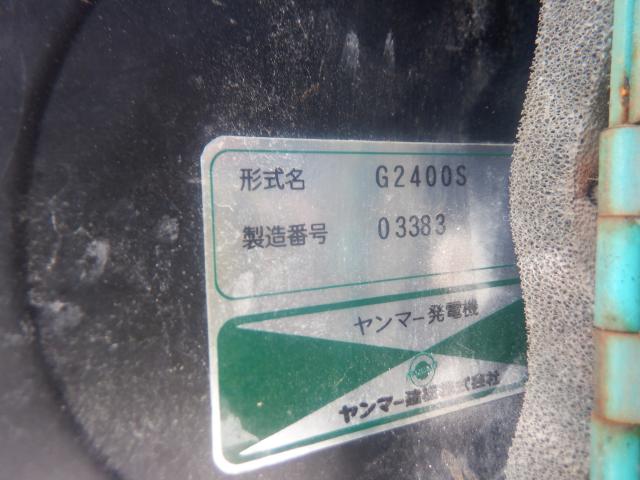 形式名 G2400S
製造番号 03383
ヤンマー発電機
ヤンマー建機株式会社